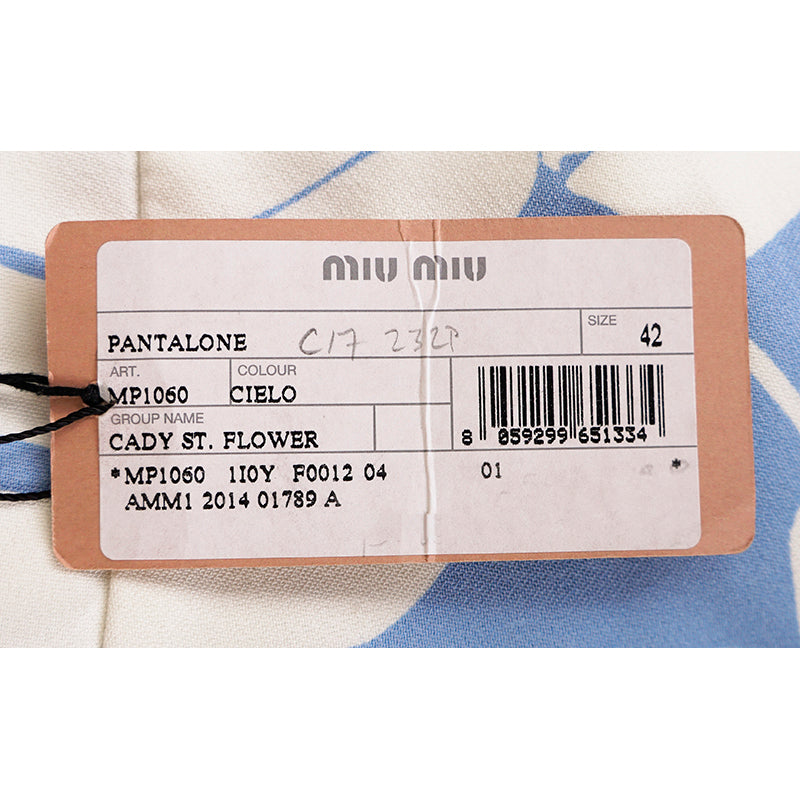 miu miu
PANTALONE C17 232P SIZE 42
ART. MP1060 COLOUR CIELO
GROUP NAME CADY ST. FLOWER
8 059299 651334
*MP1060 1I0Y F0012 04 01 *
AMM1 2014 01789 A